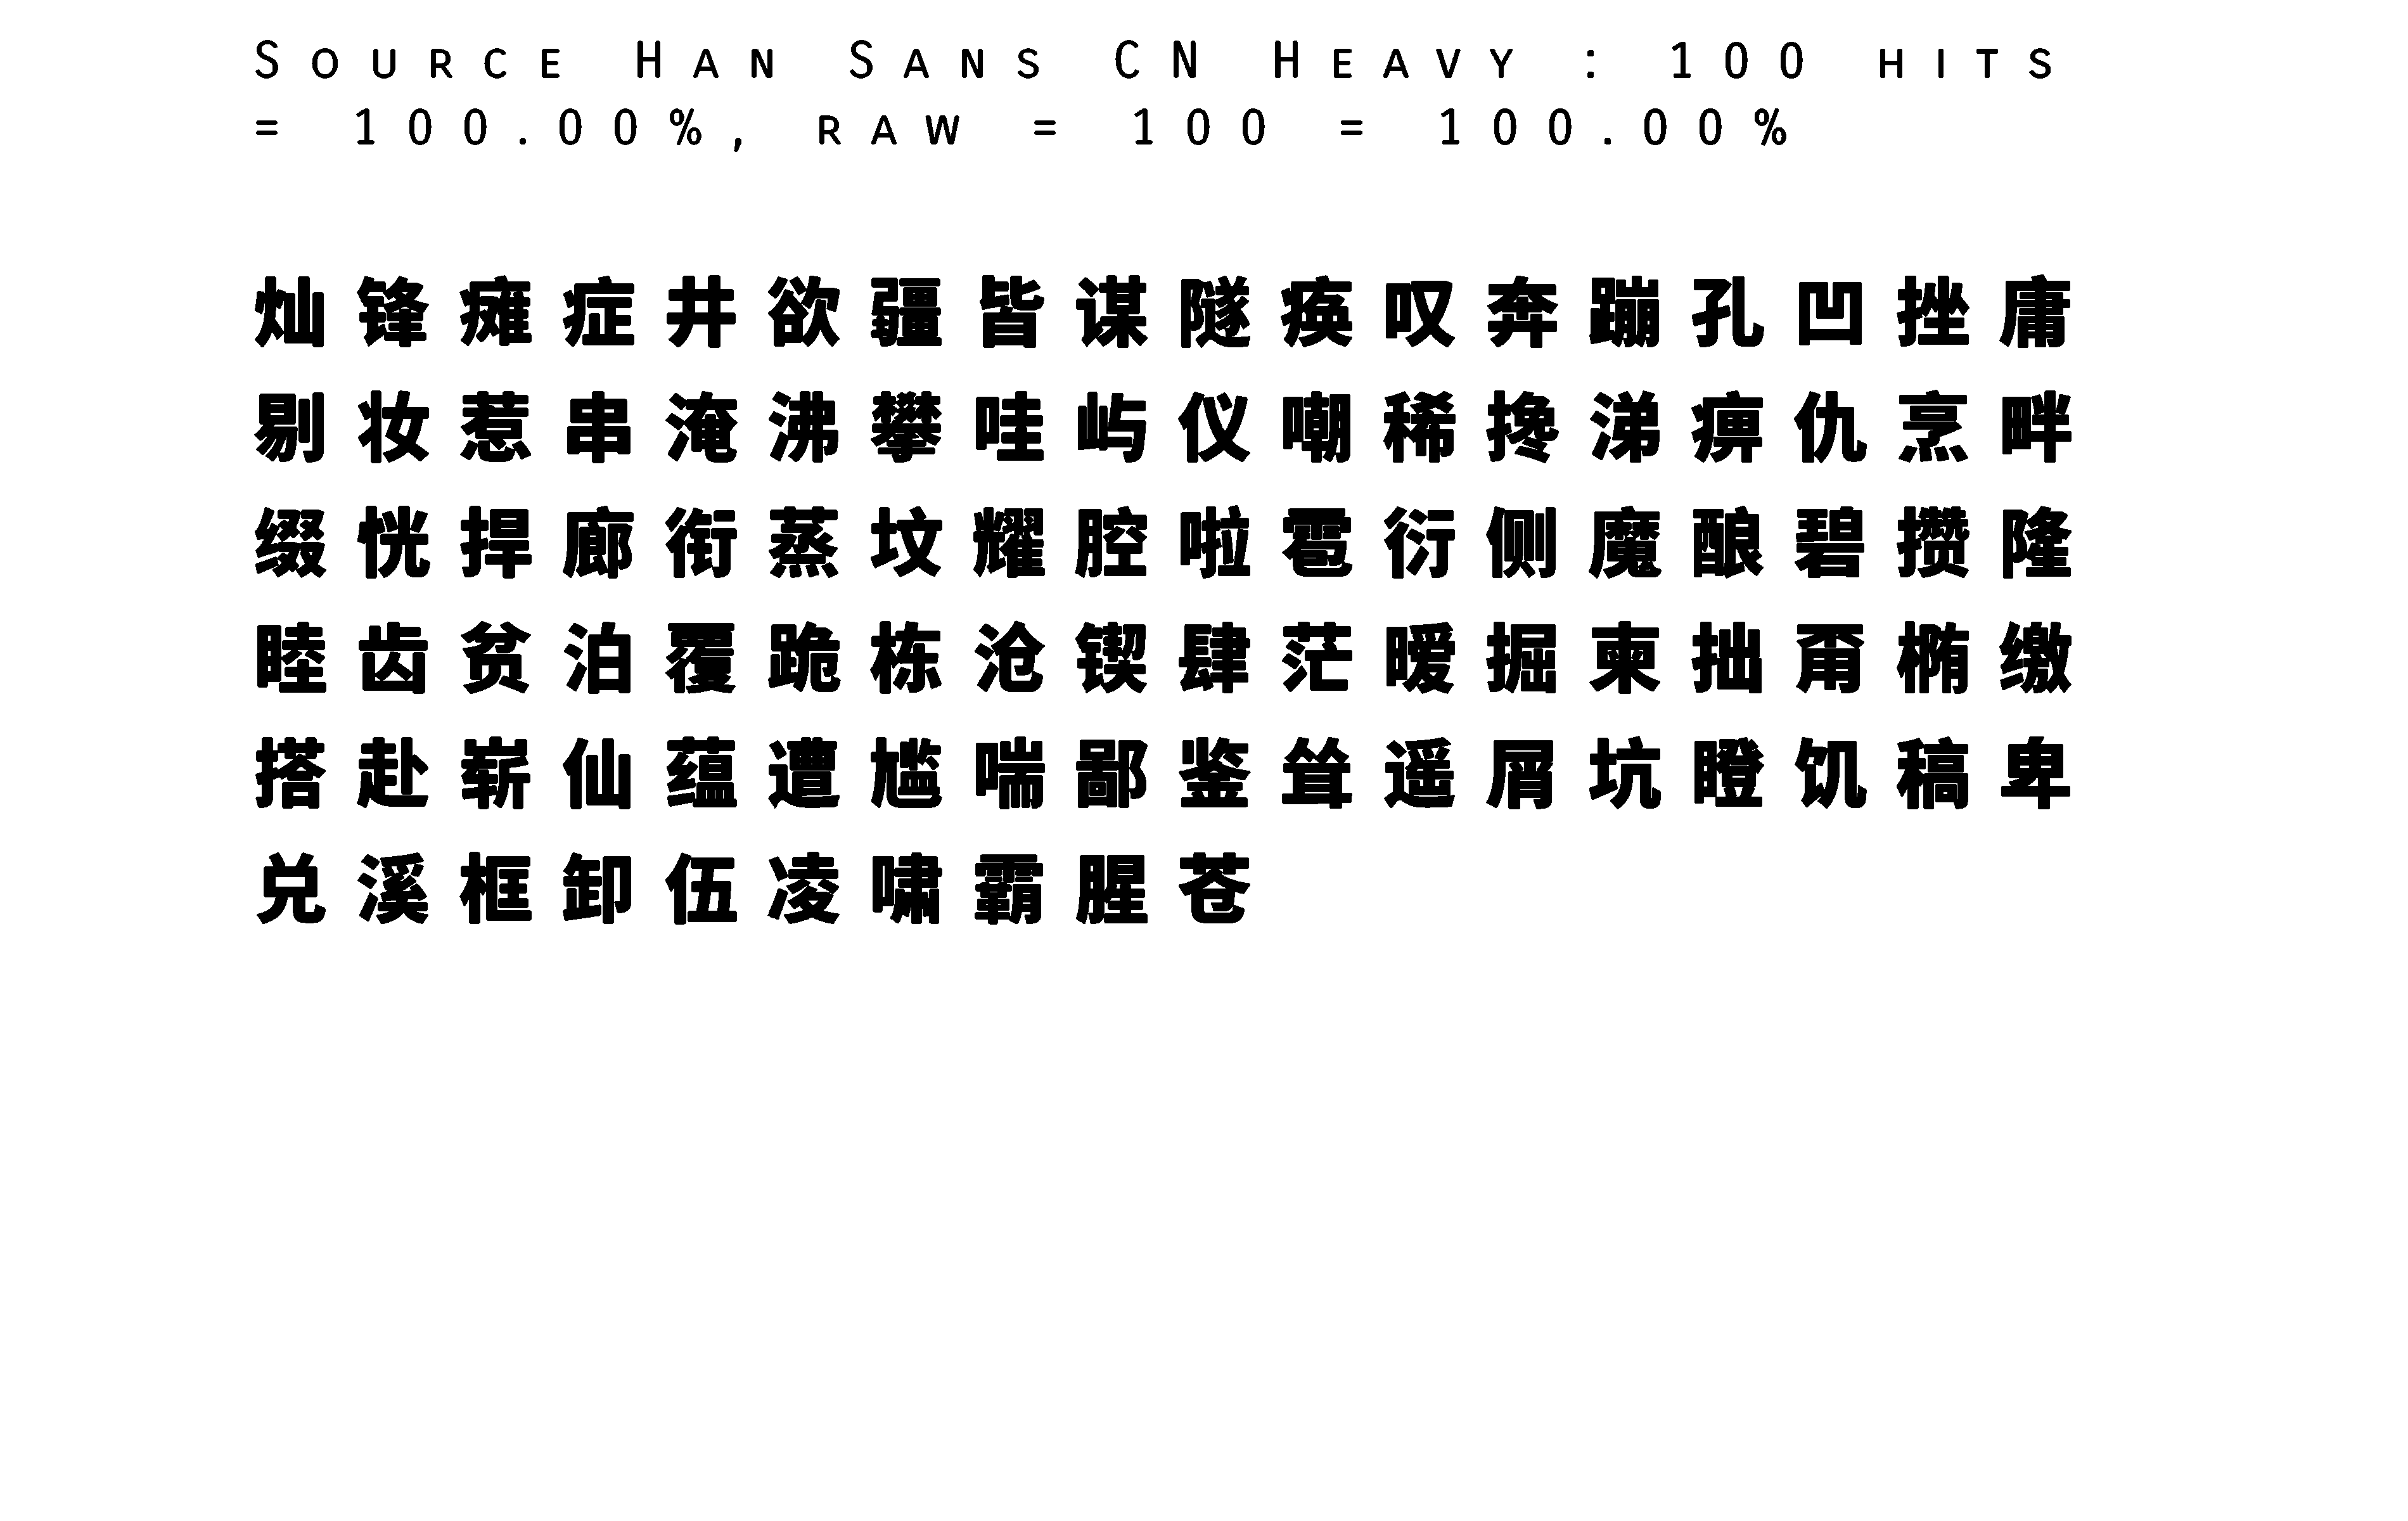 Source Han Sans CN Heavy : 100 hits
= 100.00%, raw = 100 = 100.00%
灿锋瘫症井欲疆皆谋隧痪叹奔蹦孔凹挫庸
剔妆惹串淹沸攀哇屿仪嘲稀搀涕痹仇烹畔
缀恍捍廊衔蒸坟耀腔啦雹衍侧魔酿碧攒隆
睦齿贫泊覆跪栋沧锲肆茫暧掘柬拙甭椭缴
搭赴崭仙蕴遭尴喘鄙鉴耸遥屑坑瞪饥稿卑
兑溪框卸伍凌啸霸腥苍